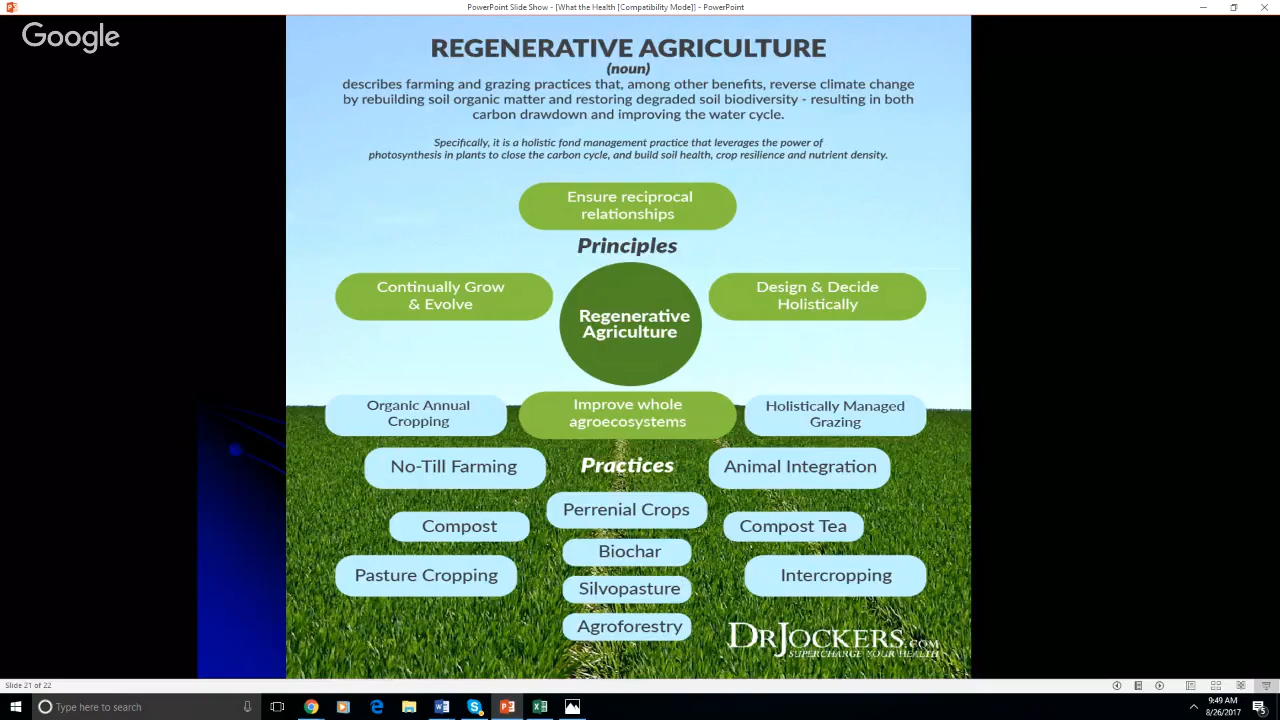 PowerPoint Slide Show - [What the Health [Compatibility Mode]] - PowerPoint
Google
REGENERATIVE AGRICULTURE
(noun)
describes farming and grazing practices that, among other benefits, reverse climate change
by rebuilding soil organic matter and restoring degraded soil biodiversity - resulting in both
carbon drawdown and improving the water cycle.
Specifically, it is a holistic fond management practice that leverages the power of
photosynthesis in plants to close the carbon cycle, and build soil health, crop resilience and nutrient density.
Ensure reciprocal
relationships
Principles
Continually Grow
& Evolve
Regenerative
Agriculture
Design & Decide
Holistically
Organic Annual
Cropping
Improve whole
agroecosystems
Holistically Managed
Grazing
No-Till Farming
Practices
Animal Integration
Perrenial Crops
Compost
Compost Tea
Biochar
Pasture Cropping
Intercropping
Silvopasture
Agroforestry
DRJOCKERS.COM
SUPERCHARGE YOUR HEALTH
Slide 21 of 22
Type here to search
9:49 AM
8/26/2017
5